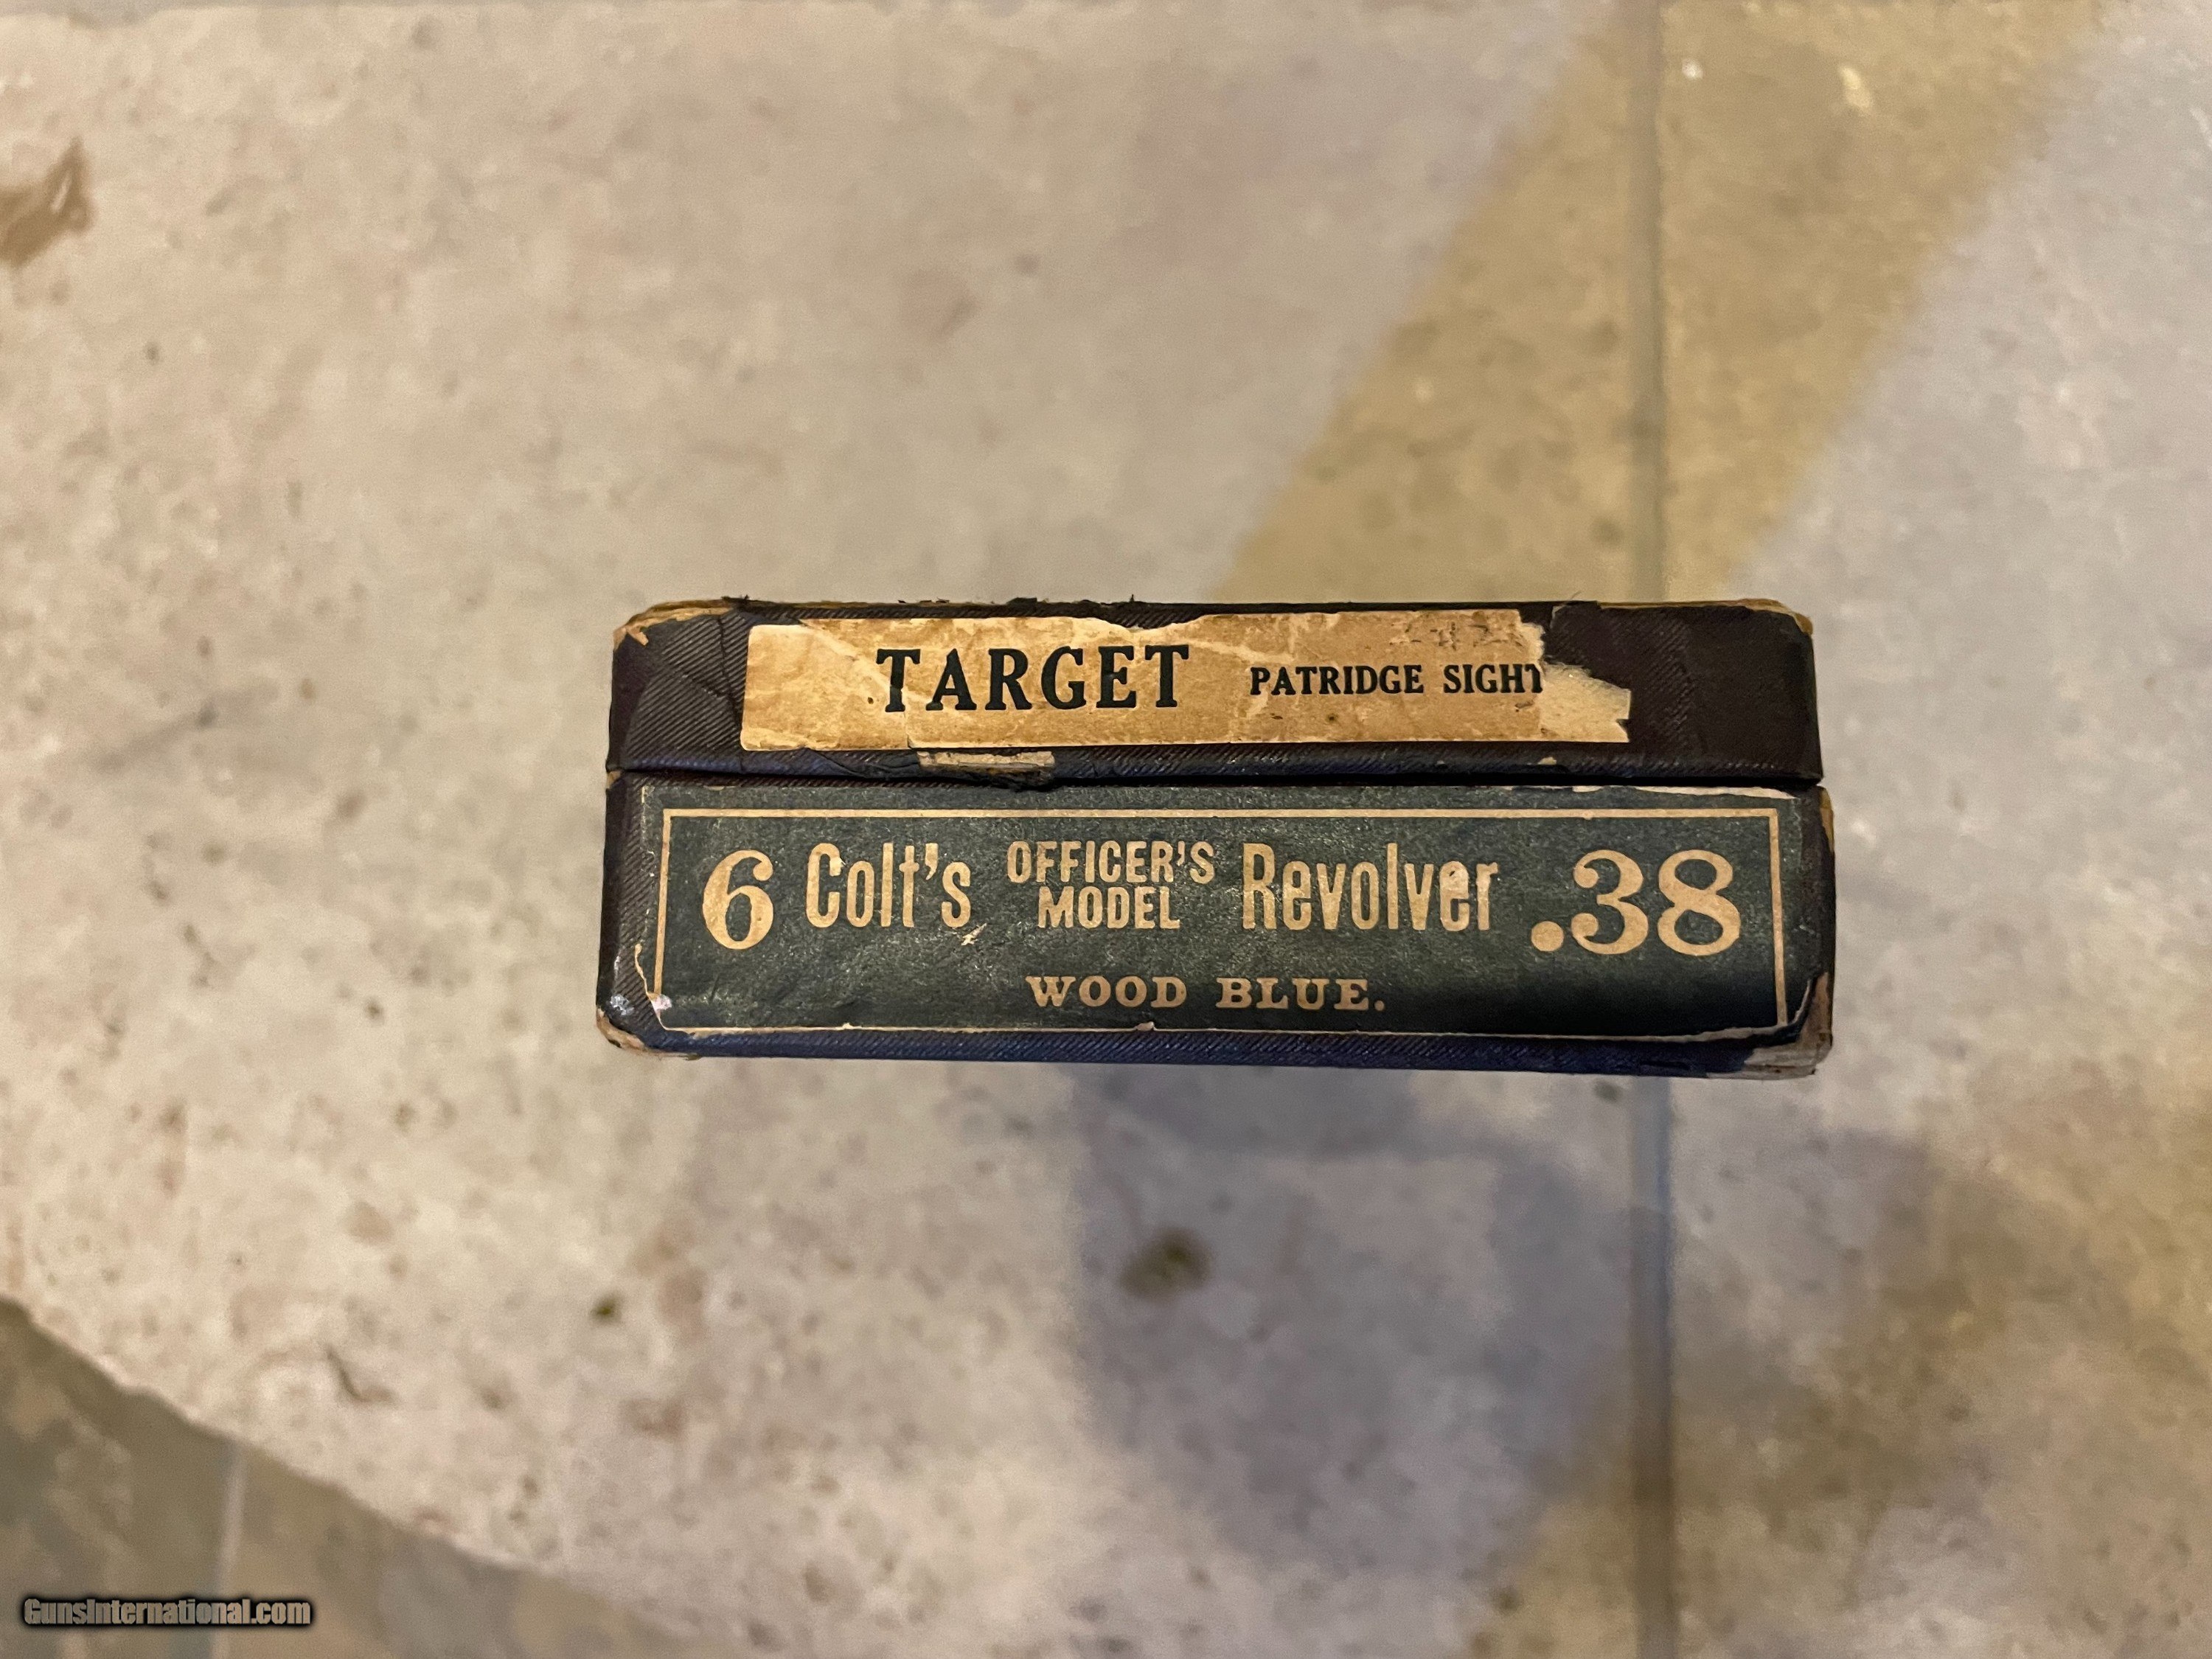 TARGET PATRIDGE SIGHT
6 Colt's OFFICER'S MODEL Revolver .38
WOOD BLUE.
GunsInternational.com